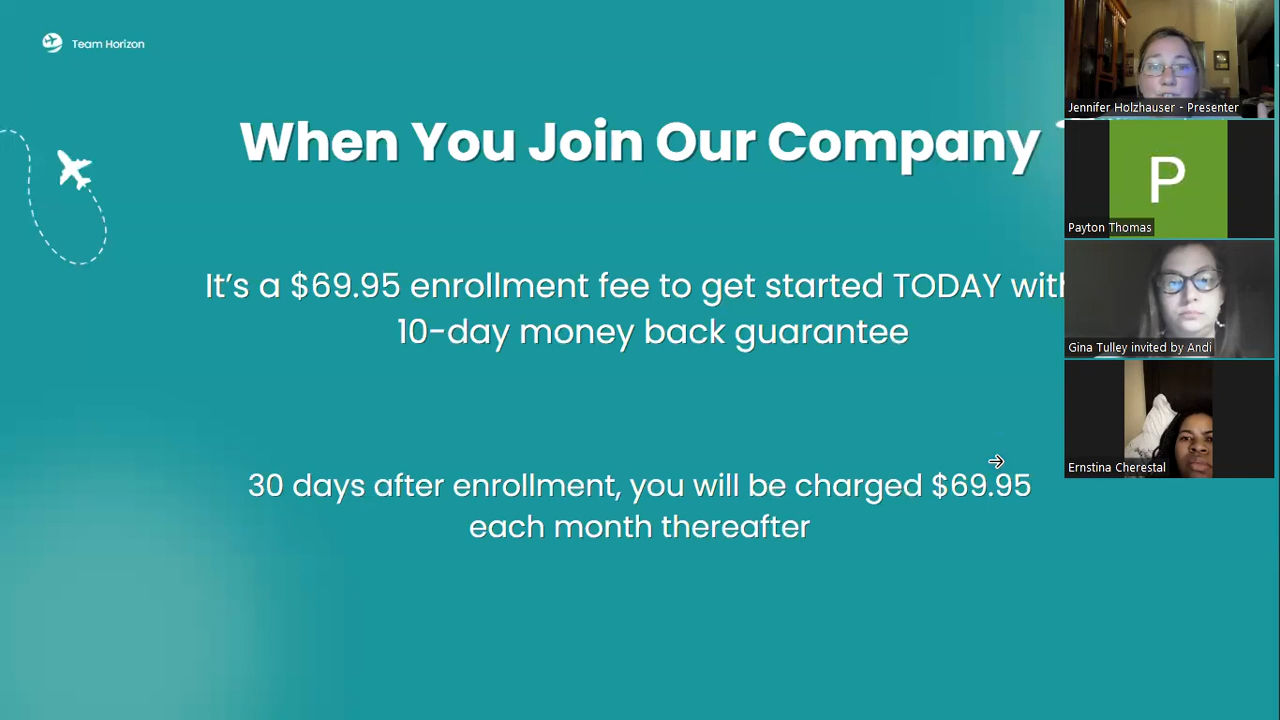 Team Horizon
When You Join Our Company
It's a $69.95 enrollment fee to get started TODAY with
10-day money back guarantee
30 days after enrollment, you will be charged $69.95
each month thereafter
Jennifer Holzhauser - Presenter
P
Payton Thomas
Gina Tulley invited by Andi
Ernstina Cherestal